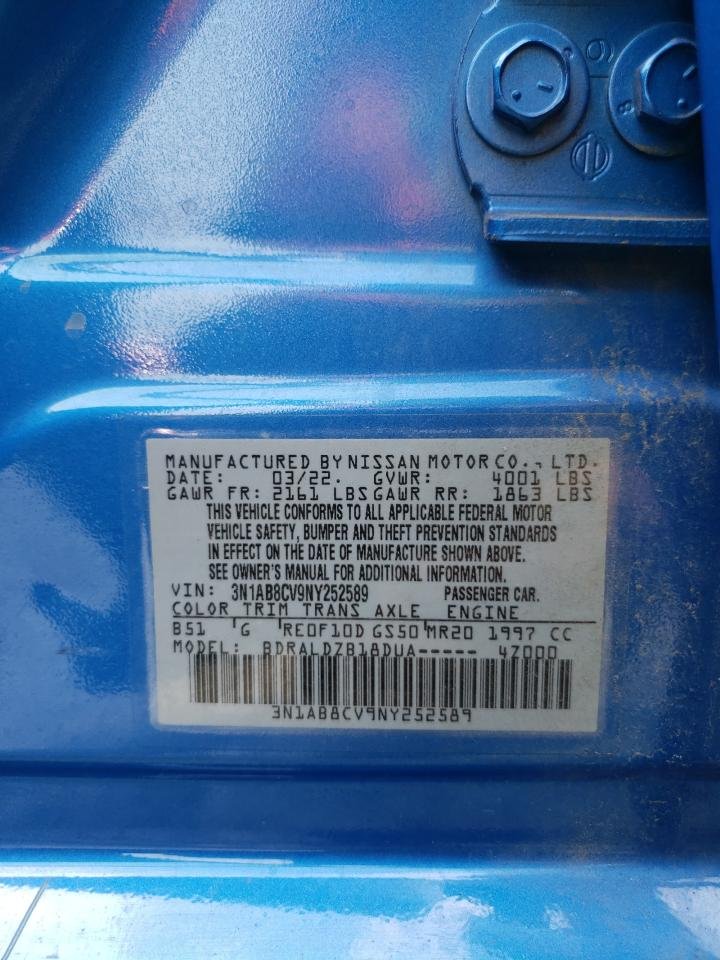 MANUFACTURED BY NISSAN MOTOR CO., LTD.
DATE: 03/22. GVWR: 4001 LBS
GAWR FR: 2161 LBS GAWR RR: 1863 LBS
THIS VEHICLE CONFORMS TO ALL APPLICABLE FEDERAL MOTOR
VEHICLE SAFETY, BUMPER AND THEFT PREVENTION STANDARDS
IN EFFECT ON THE DATE OF MANUFACTURE SHOWN ABOVE.
SEE OWNER'S MANUAL FOR ADDITIONAL INFORMATION.
VIN: 3N1AB8CV9NY252589 PASSENGER CAR.
COLOR TRIM TRANS AXLE ENGINE
B51 G RE0F10D GS50 MR20 1997 CC
MODEL: BDRALDZB18DUA----- 4Z000
3N1AB8CV9NY252589